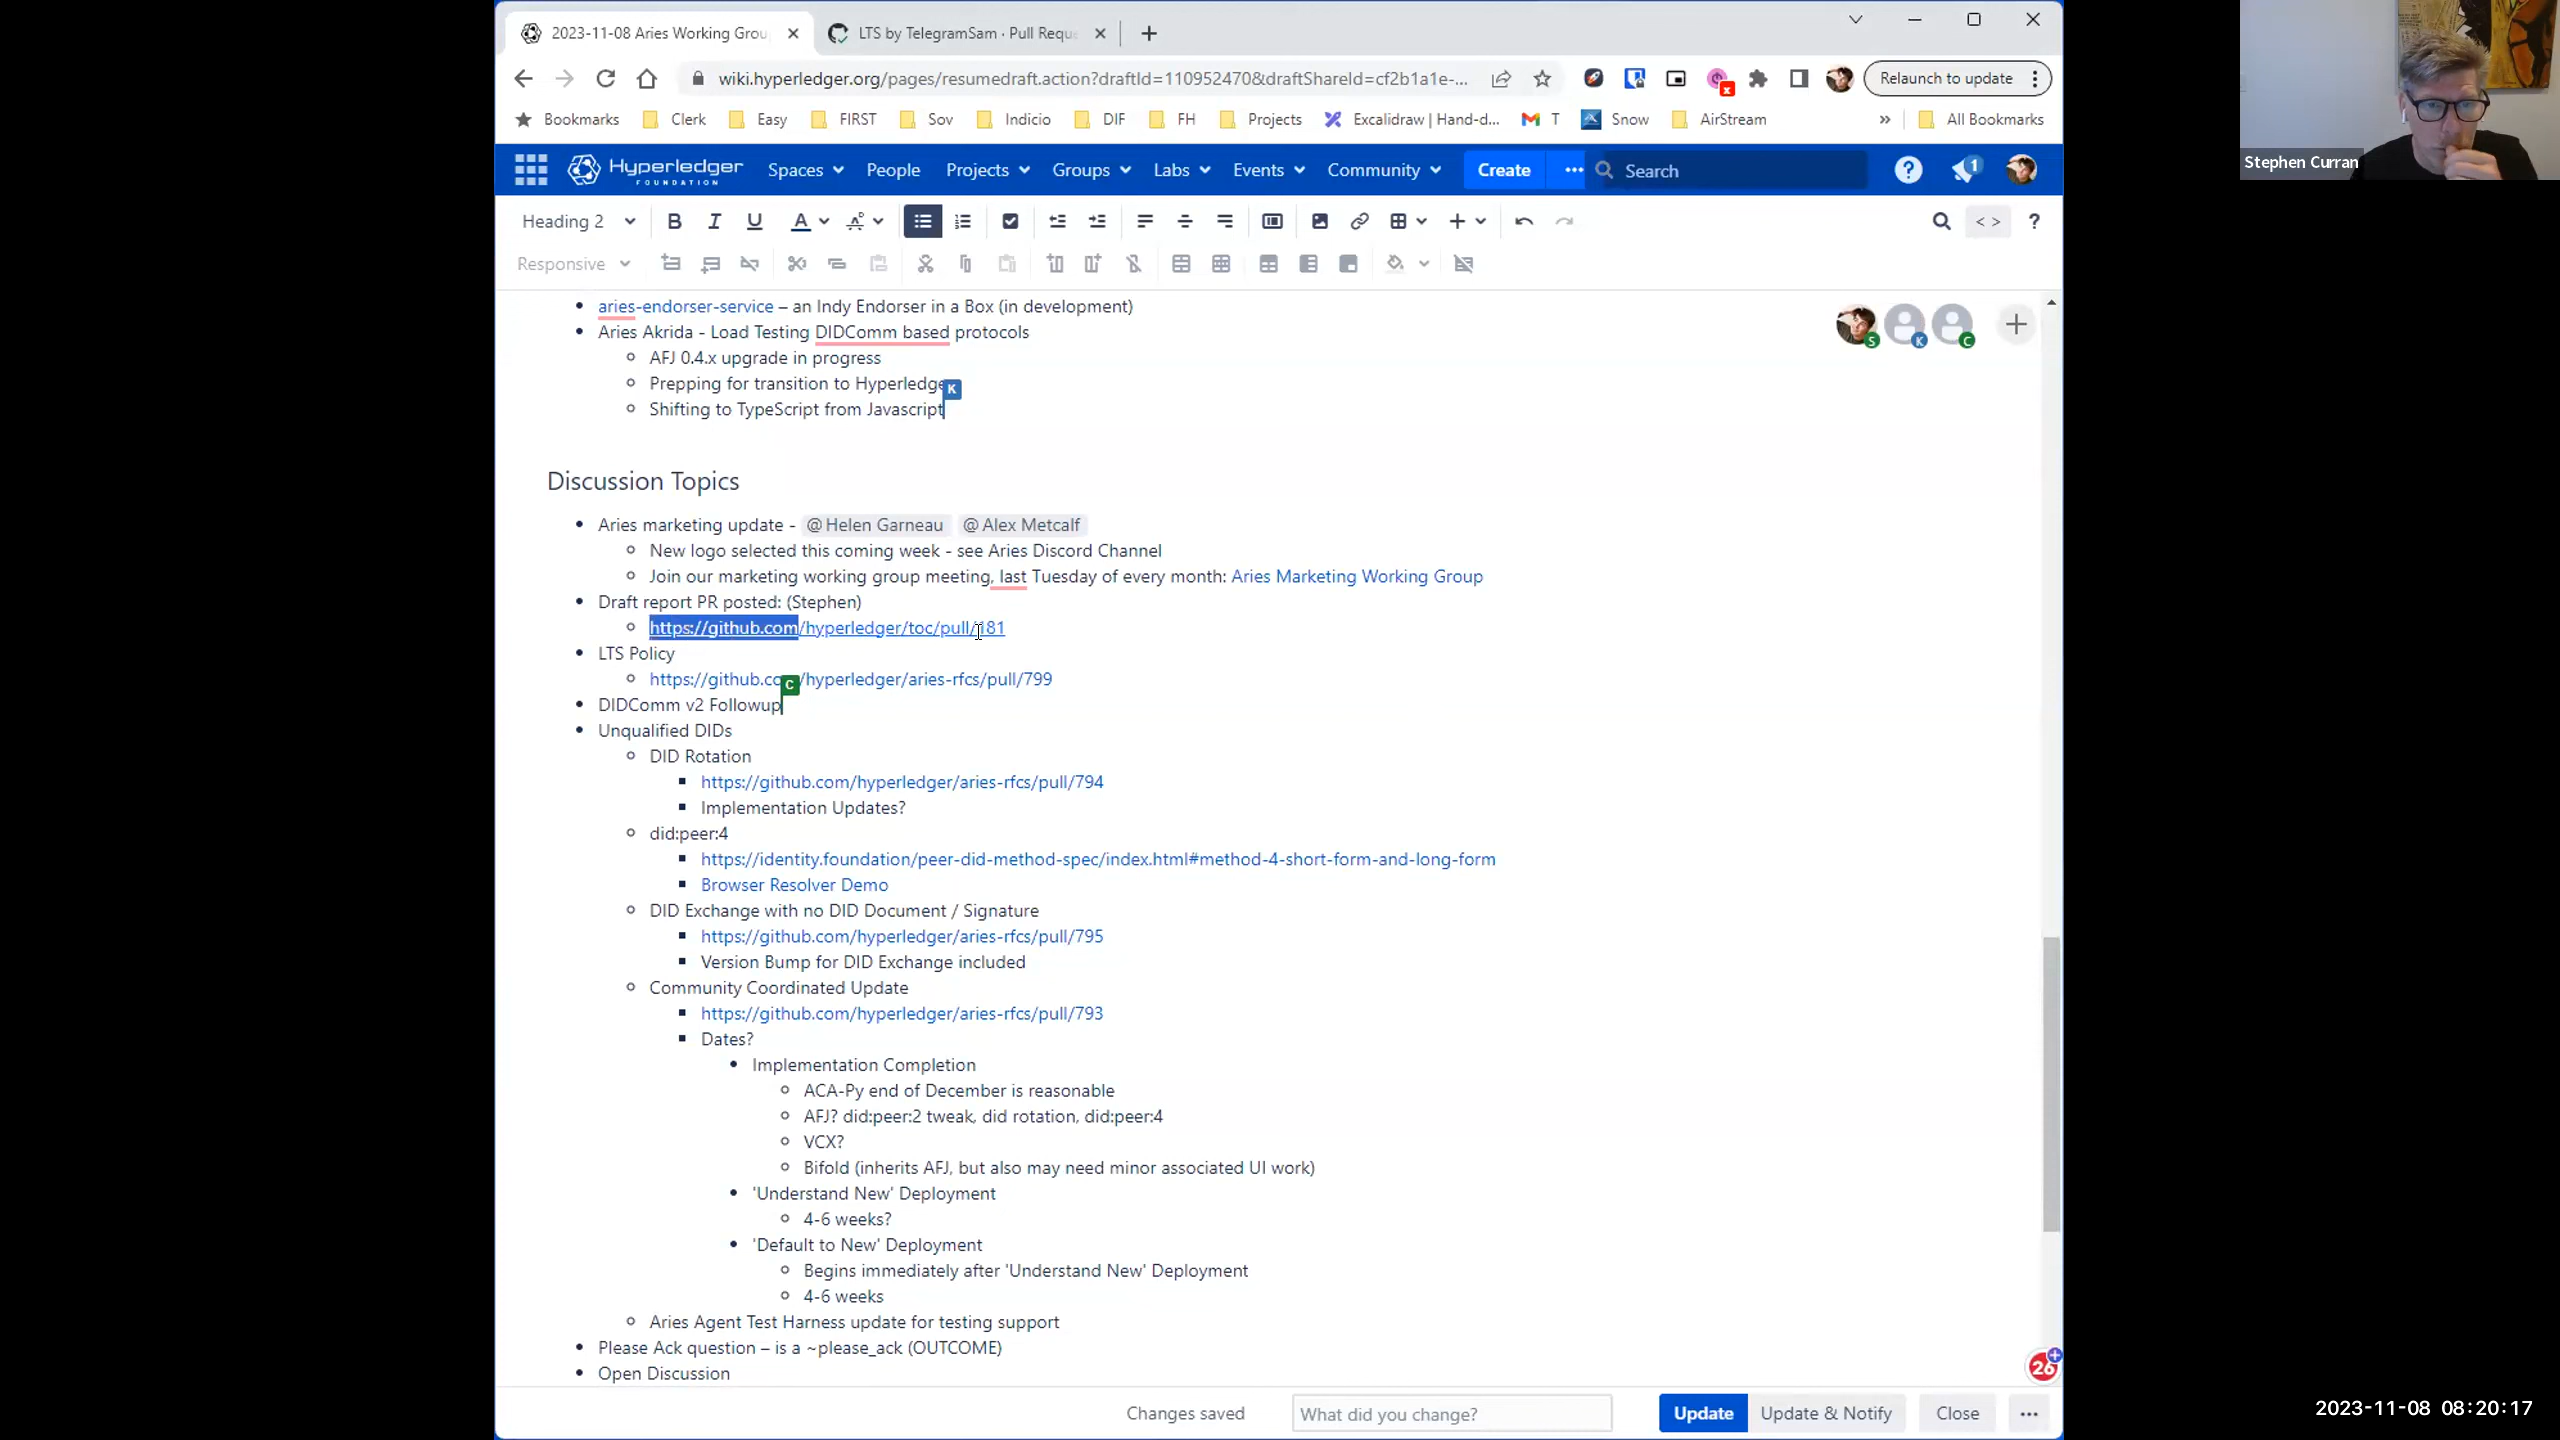 2023-11-08 Aries Working Grou
LTS by TelegramSam · Pull Requ
wiki.hyperledger.org/pages/resumedraft.action?draftId=110952470&draftShareId=cf2b1a1e-...
Relaunch to update
Bookmarks Clerk Easy FIRST Sov Indicio DIF FH Projects Excalidraw | Hand-d... T Snow AirStream » All Bookmarks
HYPERLEDGER FOUNDATION Spaces People Projects Groups Labs Events Community Create ••• Search 1
Stephen Curran
Heading 2 B I U A < > ?
Responsive
aries-endorser-service – an Indy Endorser in a Box (in development)
Aries Akrida - Load Testing DIDComm based protocols
AFJ 0.4.x upgrade in progress
Prepping for transition to Hyperledge
K
Shifting to TypeScript from Javascript
S K C
Discussion Topics
Aries marketing update - @Helen Garneau @Alex Metcalf
New logo selected this coming week - see Aries Discord Channel
Join our marketing working group meeting, last Tuesday of every month: Aries Marketing Working Group
Draft report PR posted: (Stephen)
https://github.com/hyperledger/toc/pull/181
LTS Policy
https://github.co /hyperledger/aries-rfcs/pull/799
C
DIDComm v2 Followup
Unqualified DIDs
DID Rotation
https://github.com/hyperledger/aries-rfcs/pull/794
Implementation Updates?
did:peer:4
https://identity.foundation/peer-did-method-spec/index.html#method-4-short-form-and-long-form
Browser Resolver Demo
DID Exchange with no DID Document / Signature
https://github.com/hyperledger/aries-rfcs/pull/795
Version Bump for DID Exchange included
Community Coordinated Update
https://github.com/hyperledger/aries-rfcs/pull/793
Dates?
Implementation Completion
ACA-Py end of December is reasonable
AFJ? did:peer:2 tweak, did rotation, did:peer:4
VCX?
Bifold (inherits AFJ, but also may need minor associated UI work)
'Understand New' Deployment
4-6 weeks?
'Default to New' Deployment
Begins immediately after 'Understand New' Deployment
4-6 weeks
Aries Agent Test Harness update for testing support
Please Ack question – is a ~please_ack (OUTCOME)
Open Discussion
26
Changes saved What did you change? Update Update & Notify Close •••
2023-11-08 08:20:17